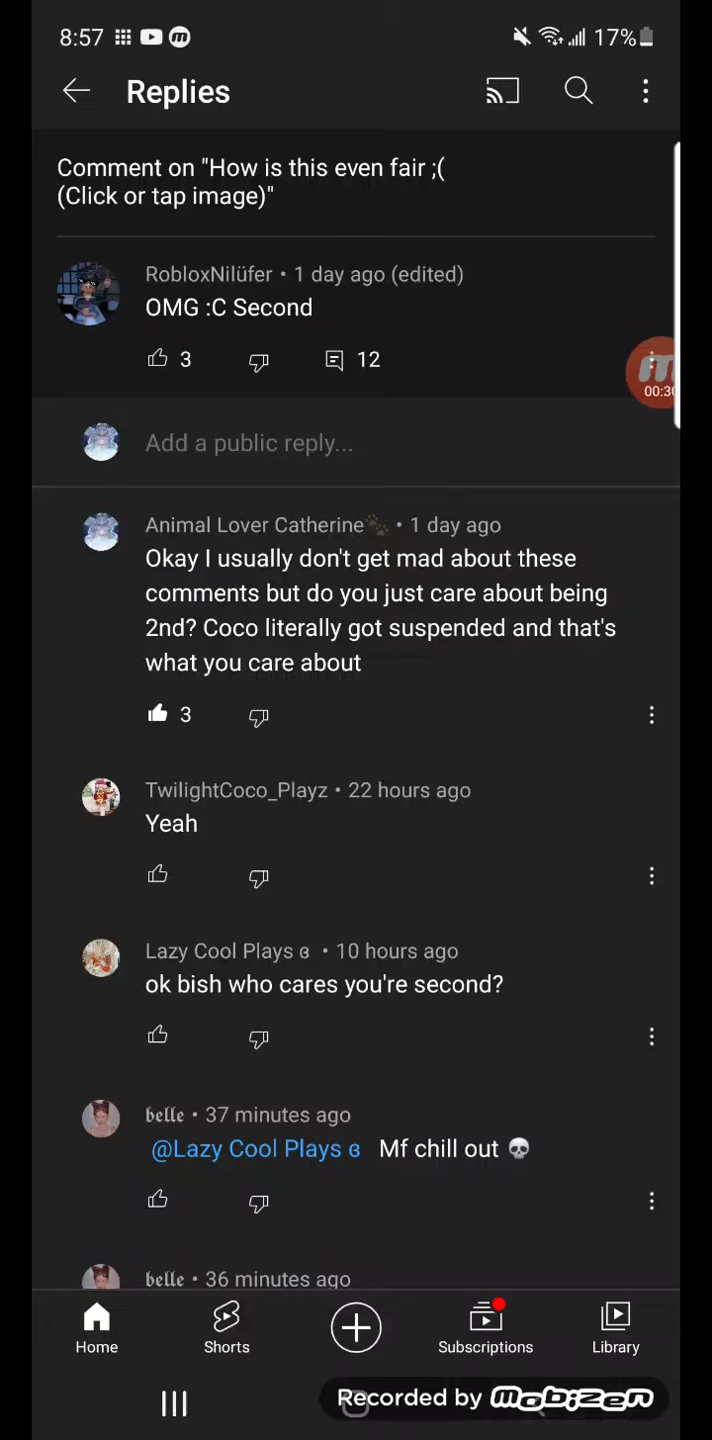 8:57
17%
Replies
Comment on "How is this even fair ;(
(Click or tap image)"
RobloxNilüfer • 1 day ago (edited)
OMG :C Second
3
12
00:30
Add a public reply...
Animal Lover Catherine🐾 • 1 day ago
Okay I usually don't get mad about these
comments but do you just care about being
2nd? Coco literally got suspended and that's
what you care about
3
TwilightCoco_Playz • 22 hours ago
Yeah
Lazy Cool Plays ɞ • 10 hours ago
ok bish who cares you're second?
𝖇𝖊𝖑𝖑𝖊 • 37 minutes ago
@Lazy Cool Plays ɞ Mf chill out 💀
𝖇𝖊𝖑𝖑𝖊 • 36 minutes ago
Home
Shorts
Subscriptions
Library
Recorded by mobizen